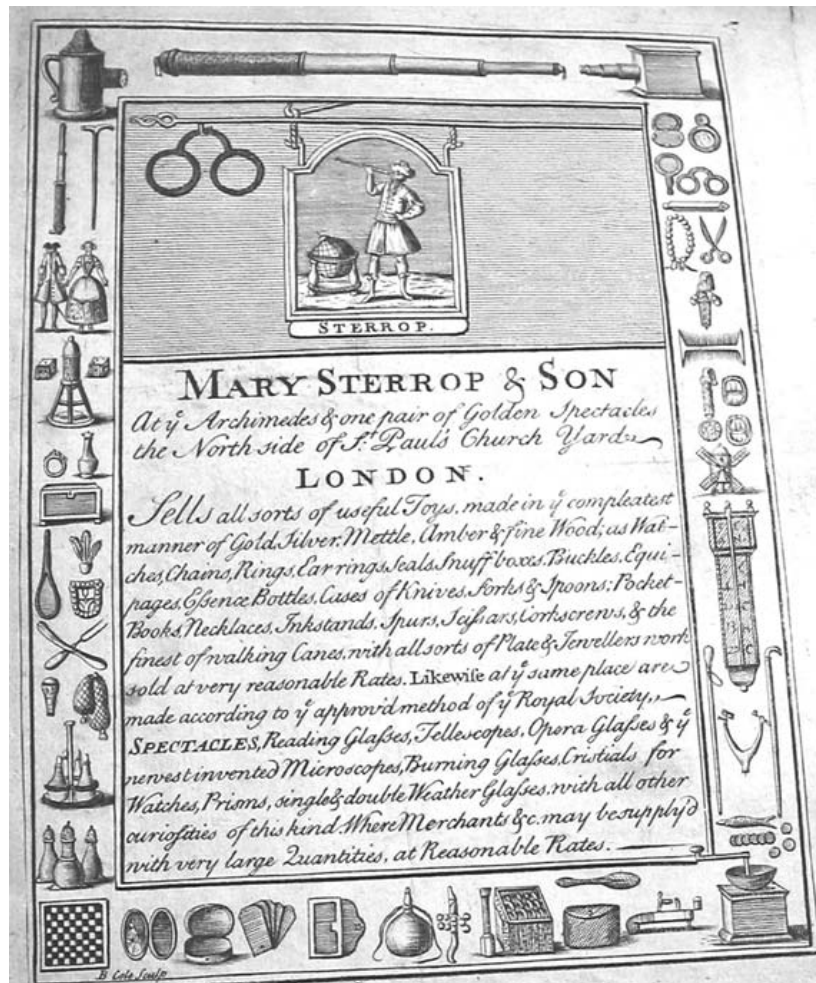 STERROP.
MARY STERROP & SON
At yͤ Archimedes & one pair of Golden Spectacles
the North side of Sᵗ. Paul's Church Yard
LONDON.
Sells all sorts of useful Toys, made in yͤ compleatest
manner of Gold, Silver, Mettle, Amber & fine Wood; as Wat-
ches, Chains, Rings, Ear rings, Seals, Snuff boxes, Buckles, Equi-
pages, Eſsence Bottles, Cases of Knives, Forks & Spoons; Pocket-
Books, Necklaces, Inkstands, Spurs, Sciſsars, Corkscrews, & the
finest of walking Canes, with all sorts of Plate & Jewellers work
sold at very reasonable Rates. Likewiſe at yͤ same place are
made according to yͤ approv'd method of yͤ Royal Society,
SPECTACLES, Reading Glaſses, Tellescopes, Opera Glaſses & yͤ
newest invented Microscopes, Burning Glaſses, Cristials for
Watches, Prisms, single & double Weather Glaſses, with all other
curiosities of this kind. Where Merchants &c. may be supply'd
with very large Quantities, at Reasonable Rates.
B Cole Sculp